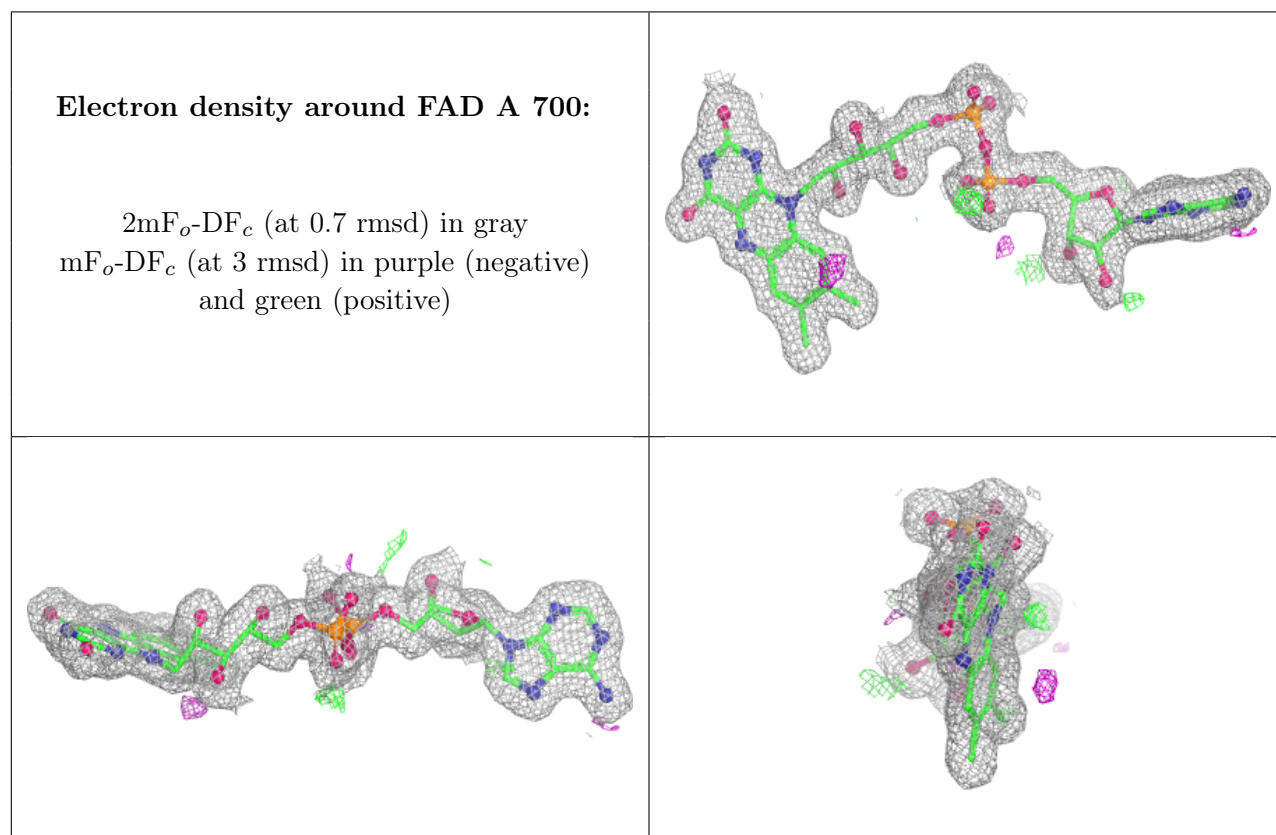 Electron density around FAD A 700:
2mFo-DFc (at 0.7 rmsd) in gray
mFo-DFc (at 3 rmsd) in purple (negative)
and green (positive)